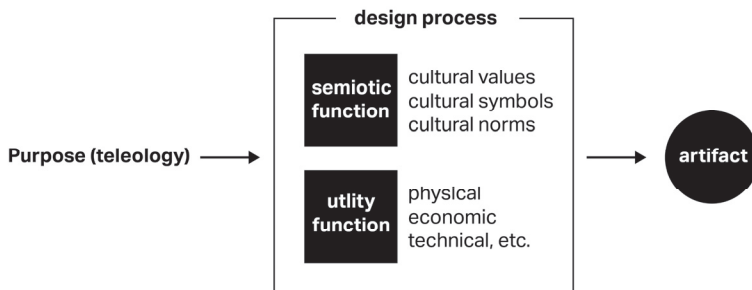 design process
semiotic
function
cultural values
cultural symbols
cultural norms
Purpose (teleology)
artifact
utlity
function
physical
economic
technical, etc.